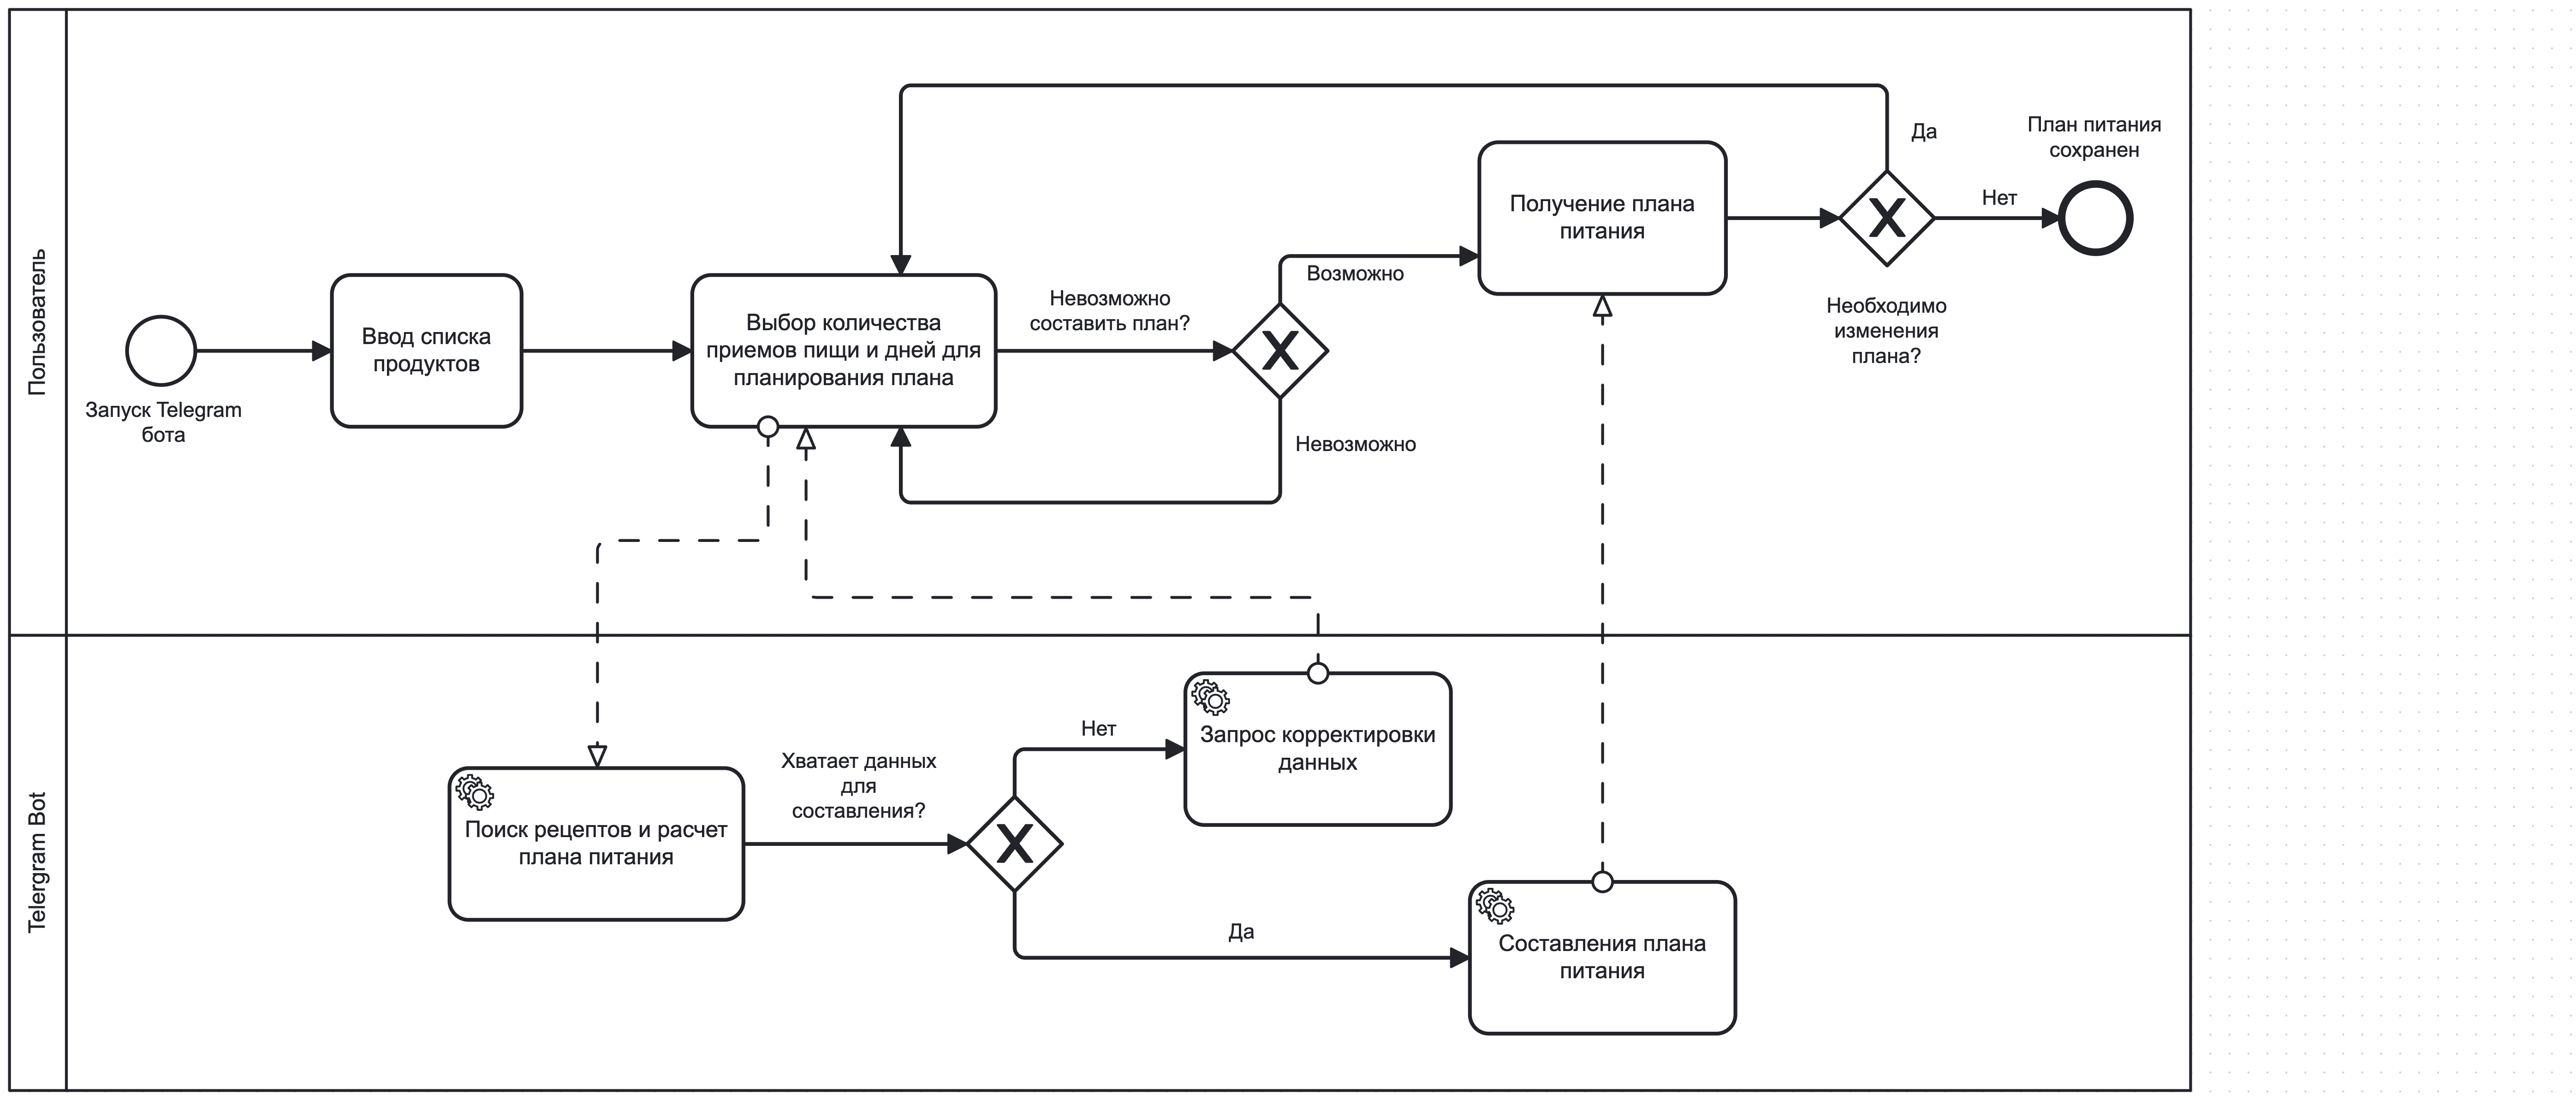 Пользователь
Запуск Telegram
бота
Ввод списка
продуктов
Выбор количества
приемов пищи и дней для
планирования плана
Невозможно
составить план?
Возможно
Невозможно
Получение плана
питания
Да
Необходимо
изменения
плана?
Нет
План питания
сохранен
Telergram Bot
Поиск рецептов и расчет
плана питания
Хватает данных
для
составления?
Нет
Запрос корректировки
данных
Да
Составления плана
питания